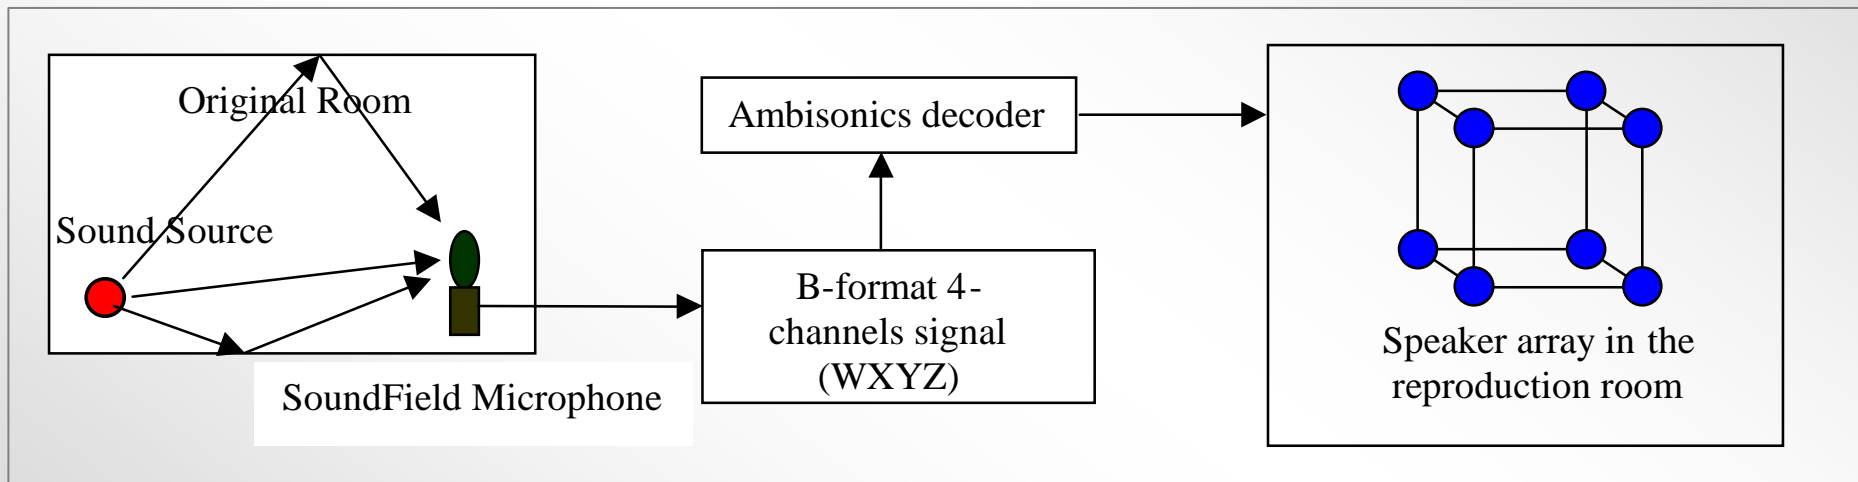 Original Room
Sound Source
SoundField Microphone
Ambisonics decoder
B-format 4-
channels signal
(WXYZ)
Speaker array in the
reproduction room